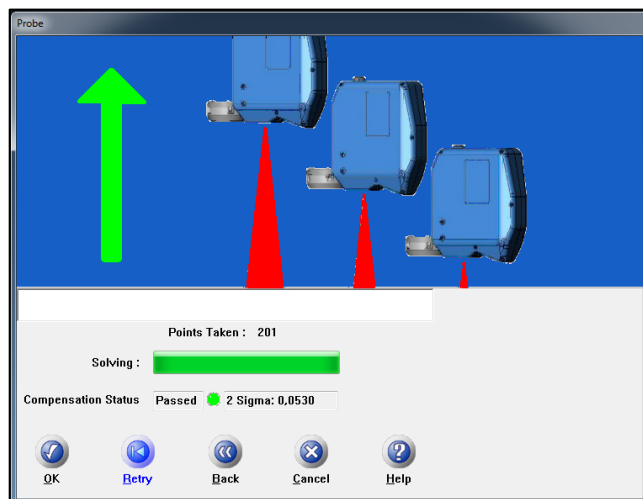 Probe
Points Taken : 201
Solving :
Compensation Status Passed 2 Sigma: 0,0530
OK Retry Back Cancel Help